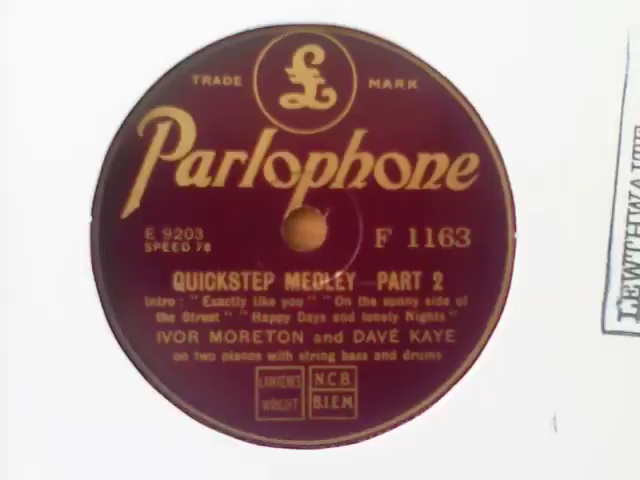 TRADE MARK
£
Parlophone
E 9203
SPEED 78
F 1163
QUICKSTEP MEDLEY - PART 2
Intro: "Exactly like you" "On the sunny side of
the Street" "Happy Days and lonely Nights"
IVOR MORETON and DAVE KAYE
on two pianos with string bass and drums
LAWRENCE
WRIGHT
N.C.B.
B.I.E.M.
LEWTHWAITE